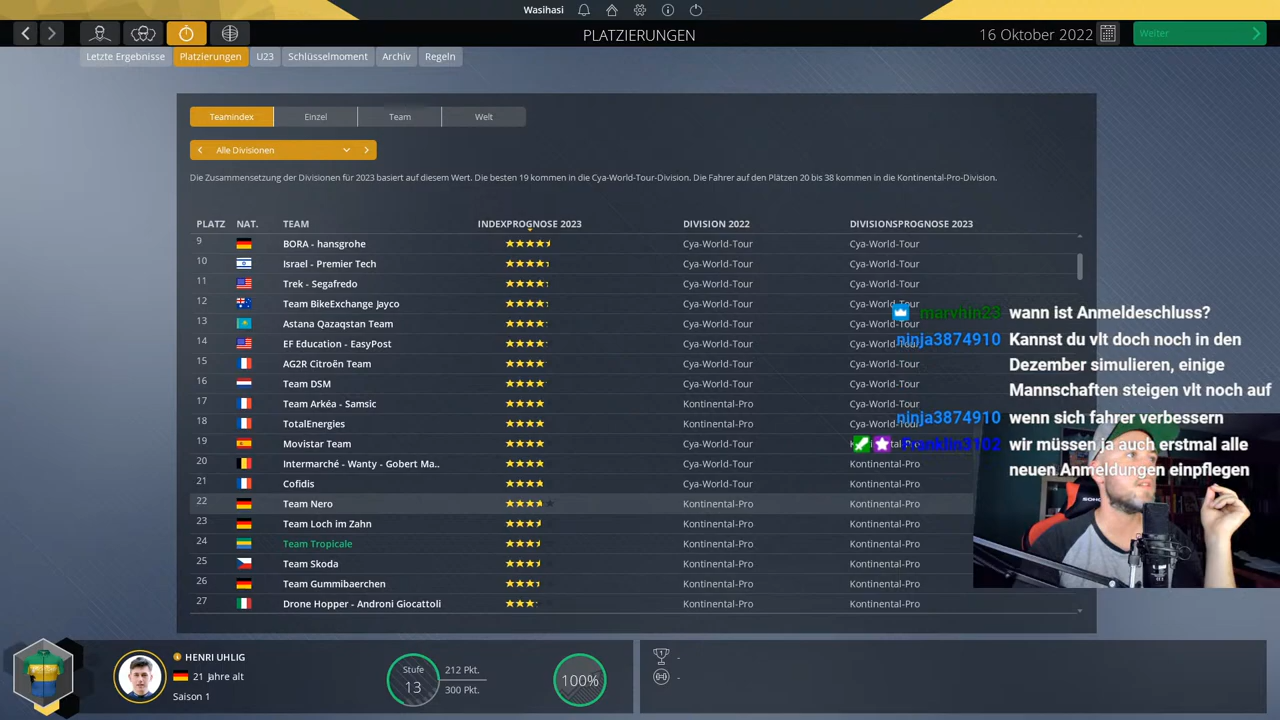 Wasihasi
PLATZIERUNGEN
16 Oktober 2022
Weiter
Letzte Ergebnisse
Platzierungen
U23
Schlüsselmoment
Archiv
Regeln
Teamindex
Einzel
Team
Welt
Alle Divisionen
Die Zusammensetzung der Divisionen für 2023 basiert auf diesem Wert. Die besten 19 kommen in die Cya-World-Tour-Division. Die Fahrer auf den Plätzen 20 bis 38 kommen in die Kontinental-Pro-Division.
PLATZ NAT. TEAM INDEXPROGNOSE 2023 DIVISION 2022 DIVISIONSPROGNOSE 2023
9 BORA - hansgrohe Cya-World-Tour Cya-World-Tour
10 Israel - Premier Tech Cya-World-Tour Cya-World-Tour
11 Trek - Segafredo Cya-World-Tour Cya-World-Tour
12 Team BikeExchange Jayco Cya-World-Tour Cya-World-Tour
13 Astana Qazaqstan Team Cya-World-Tour Cya-World-Tour
14 EF Education - EasyPost Cya-World-Tour Cya-World-Tour
15 AG2R Citroën Team Cya-World-Tour Cya-World-Tour
16 Team DSM Cya-World-Tour Cya-World-Tour
17 Team Arkéa - Samsic Kontinental-Pro Cya-World-Tour
18 TotalEnergies Kontinental-Pro Cya-World-Tour
19 Movistar Team Cya-World-Tour
20 Intermarché - Wanty - Gobert Ma.. Cya-World-Tour Kontinental-Pro
21 Cofidis Cya-World-Tour Kontinental-Pro
22 Team Nero Kontinental-Pro Kontinental-Pro
23 Team Loch im Zahn Kontinental-Pro Kontinental-Pro
24 Team Tropicale Kontinental-Pro Kontinental-Pro
25 Team Skoda Kontinental-Pro Kontinental-Pro
26 Team Gummibaerchen Kontinental-Pro Kontinental-Pro
27 Drone Hopper - Androni Giocattoli Kontinental-Pro Kontinental-Pro
marvhin23 wann ist Anmeldeschluss?
ninja3874910 Kannst du vlt doch noch in den
Dezember simulieren, einige
Mannschaften steigen vlt noch auf
ninja3874910 wenn sich fahrer verbessern
Franklin3102 wir müssen ja auch erstmal alle
neuen Anmeldungen einpflegen
HENRI UHLIG
21 Jahre alt
Saison 1
Stufe
13
212 Pkt.
300 Pkt.
100%
-
-